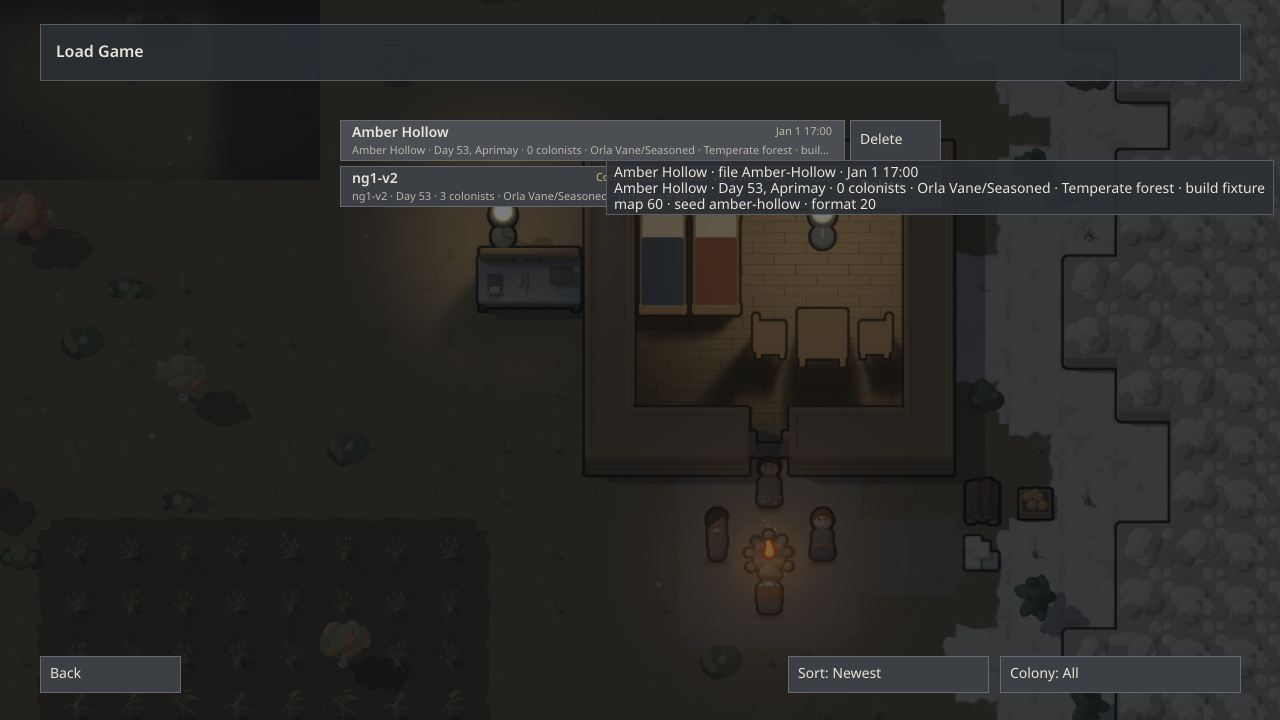 Load Game
Amber Hollow
Jan 1 17:00
Amber Hollow · Day 53, Aprimay · 0 colonists · Orla Vane/Seasoned · Temperate forest · buil...
Delete
ng1-v2
ng1-v2 · Day 53 · 3 colonists · Orla Vane/Seasoned
Amber Hollow · file Amber-Hollow · Jan 1 17:00
Amber Hollow · Day 53, Aprimay · 0 colonists · Orla Vane/Seasoned · Temperate forest · build fixture
map 60 · seed amber-hollow · format 20
Back
Sort: Newest
Colony: All